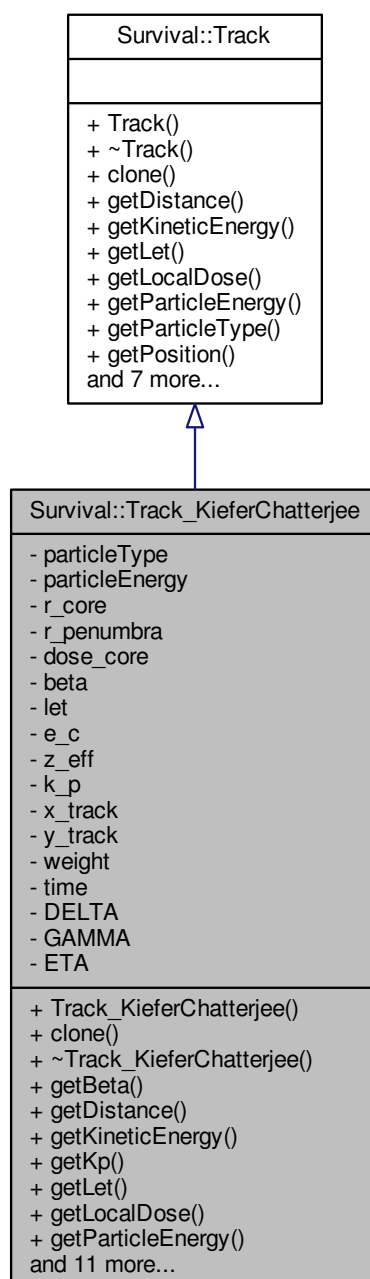 Survival::Track
+ Track()
+ ~Track()
+ clone()
+ getDistance()
+ getKineticEnergy()
+ getLet()
+ getLocalDose()
+ getParticleEnergy()
+ getParticleType()
+ getPosition()
and 7 more...
Survival::Track_KieferChatterjee
- particleType
- particleEnergy
- r_core
- r_penumbra
- dose_core
- beta
- let
- e_c
- z_eff
- k_p
- x_track
- y_track
- weight
- time
- DELTA
- GAMMA
- ETA
+ Track_KieferChatterjee()
+ clone()
+ ~Track_KieferChatterjee()
+ getBeta()
+ getDistance()
+ getKineticEnergy()
+ getKp()
+ getLet()
+ getLocalDose()
+ getParticleEnergy()
and 11 more...